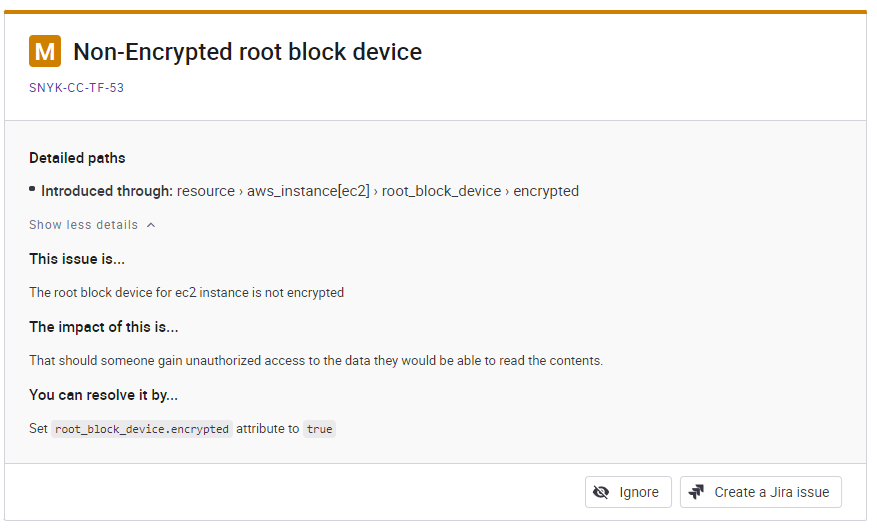 M Non-Encrypted root block device
SNYK-CC-TF-53
Detailed paths
• Introduced through: resource › aws_instance[ec2] › root_block_device › encrypted
Show less details
This issue is...
The root block device for ec2 instance is not encrypted
The impact of this is...
That should someone gain unauthorized access to the data they would be able to read the contents.
You can resolve it by...
Set root_block_device.encrypted attribute to true
Ignore Create a Jira issue